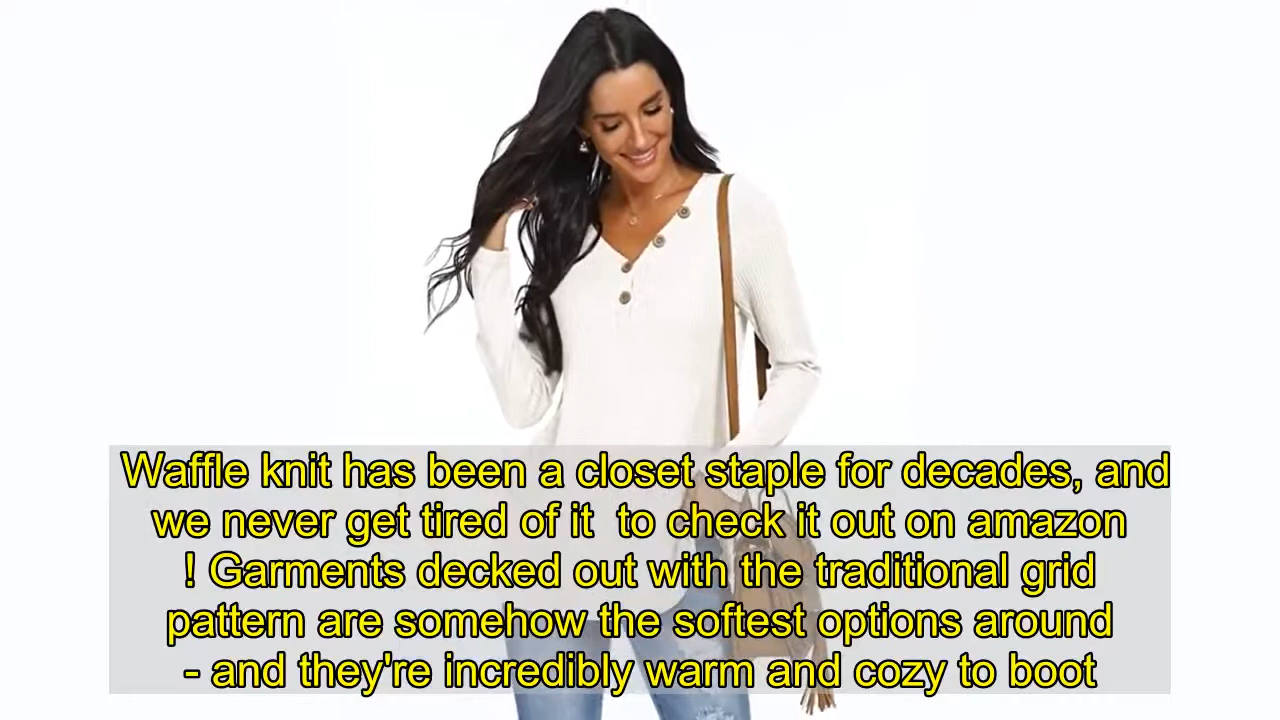 Waffle knit has been a closet staple for decades, and
we never get tired of it  to check it out on amazon
! Garments decked out with the traditional grid
pattern are somehow the softest options around
- and they're incredibly warm and cozy to boot